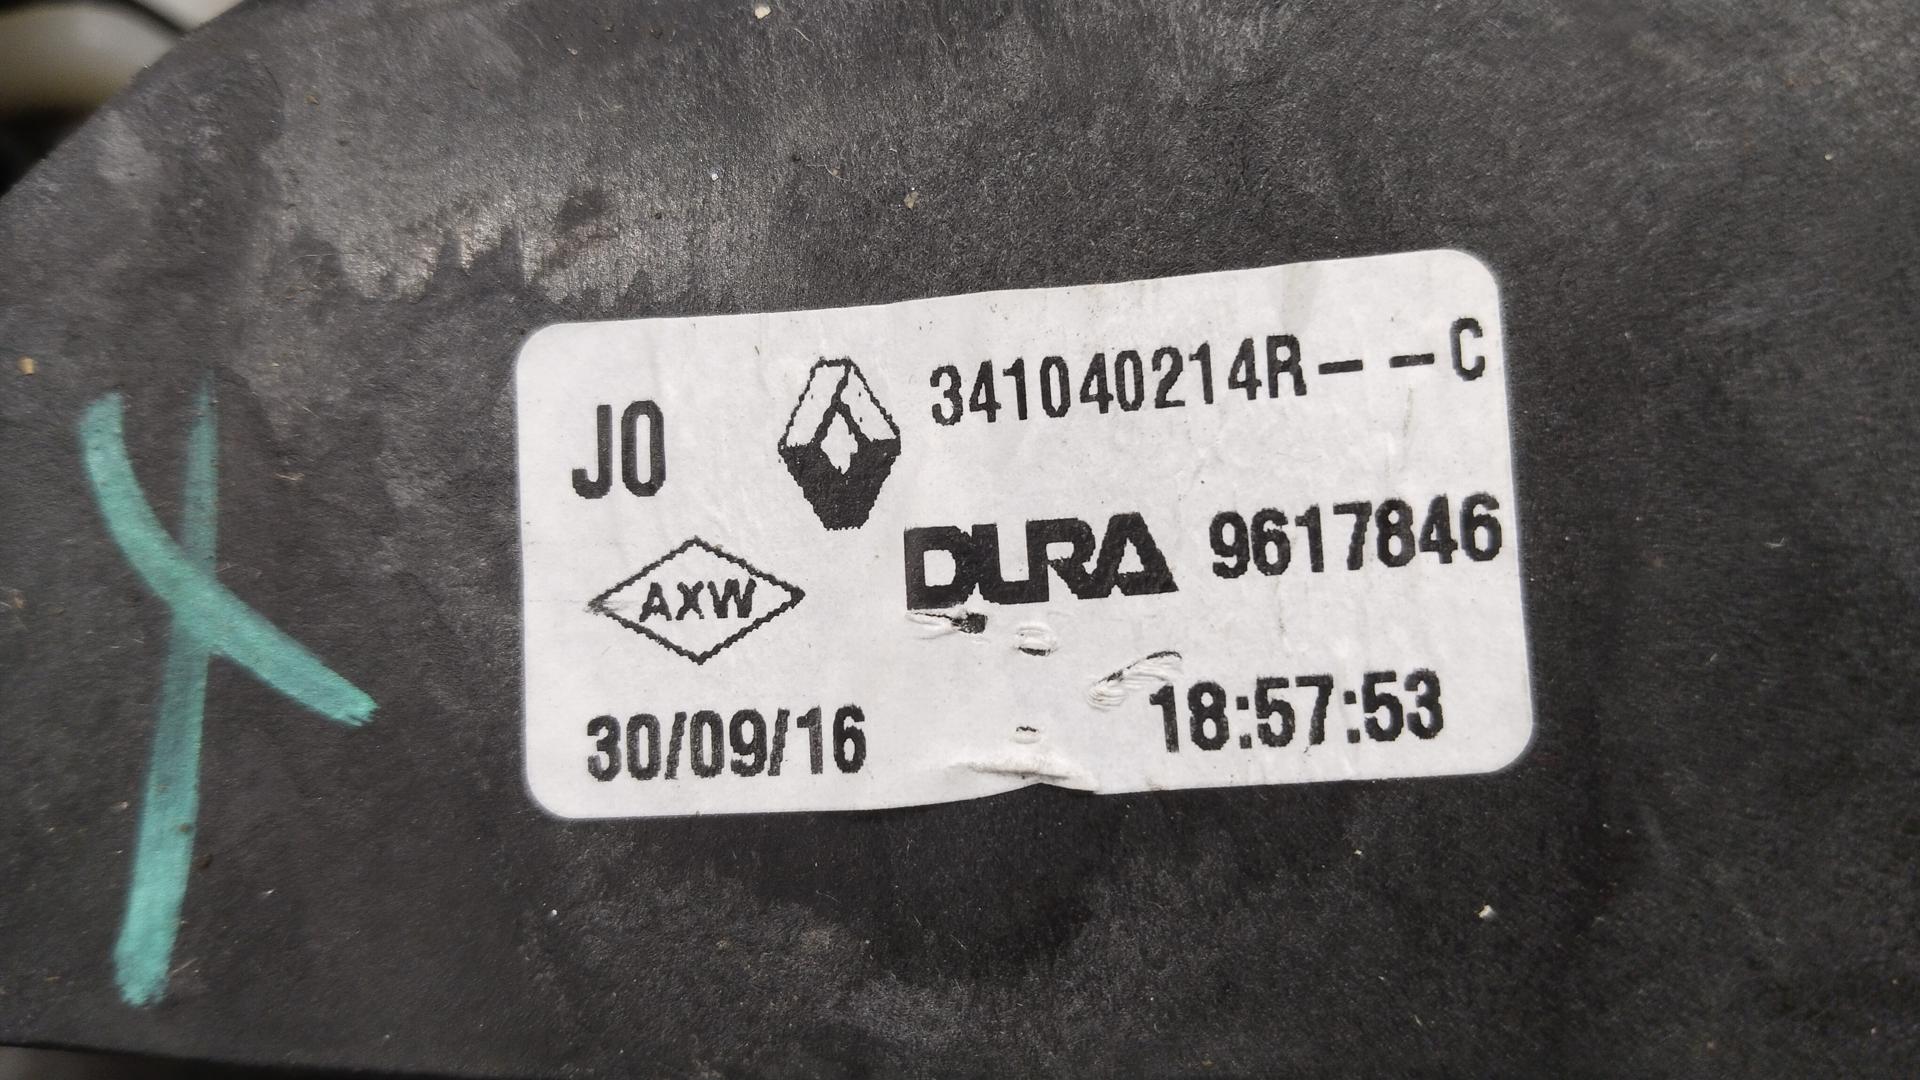 J0
341040214R--C
DURA 9617846
AXW
30/09/16
18:57:53